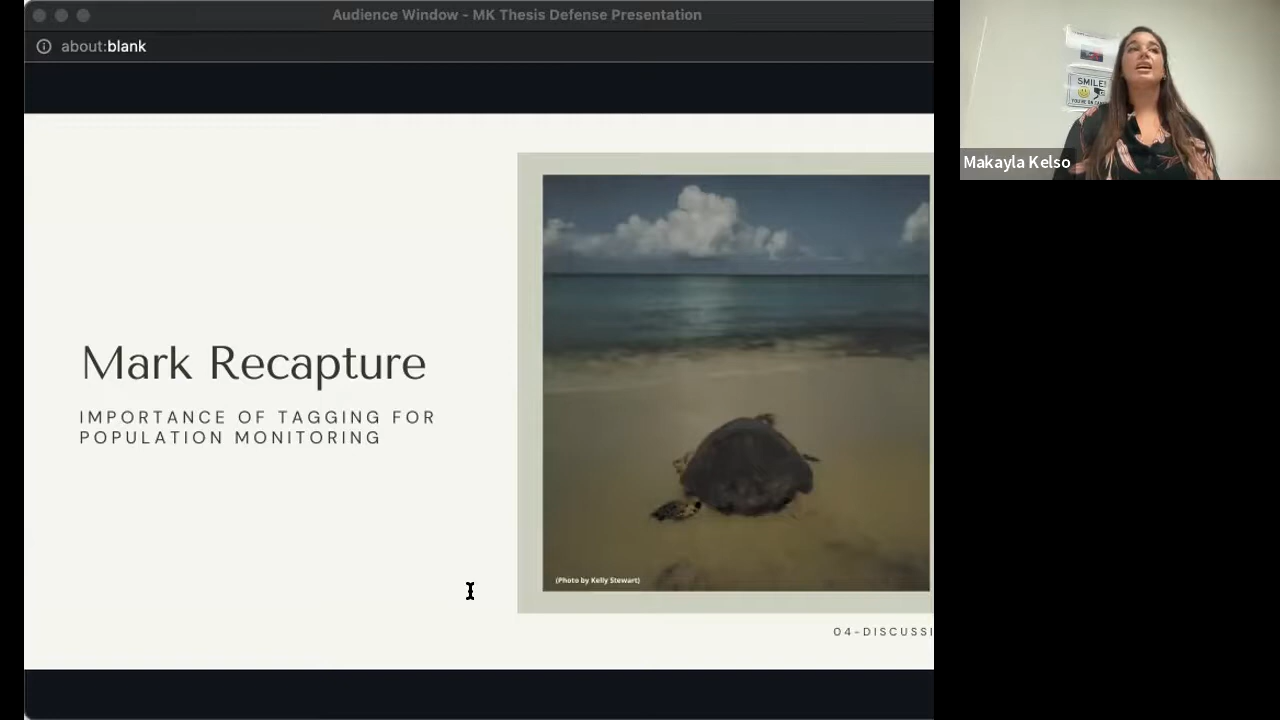 Audience Window - MK Thesis Defense Presentation
about:blank
SMILE!
Makayla Kelso
Mark Recapture
IMPORTANCE OF TAGGING FOR
POPULATION MONITORING
(Photo by Kelly Stewart)
04-DISCUSSI